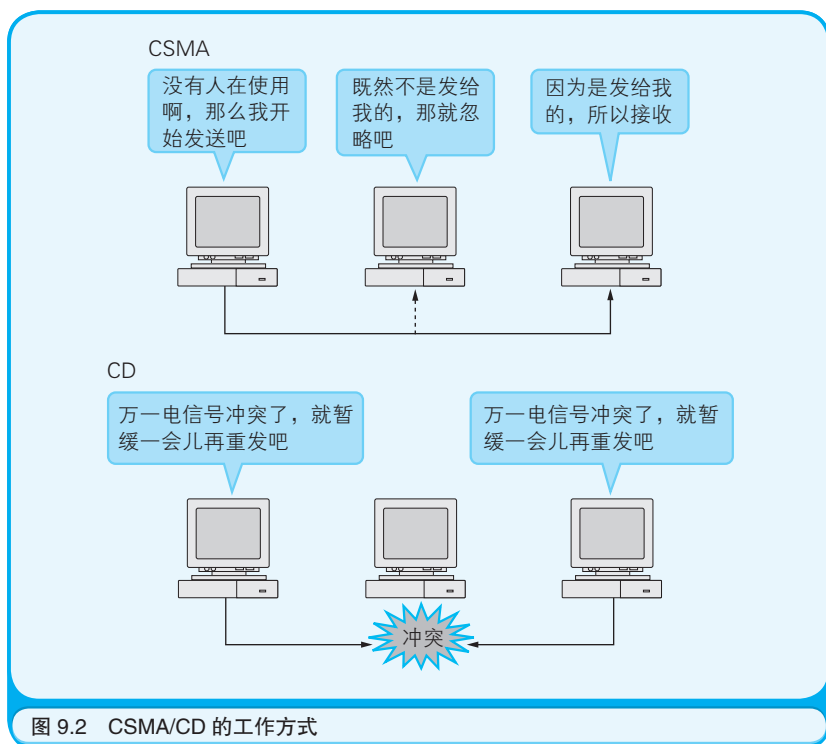 CSMA
没有人在使用
啊，那么我开
始发送吧
既然不是发给
我的，那就忽
略吧
因为是发给我
的，所以接收
CD
万一电信号冲突了，就暂
缓一会儿再重发吧
万一电信号冲突了，就暂
缓一会儿再重发吧
冲突
图 9.2 CSMA/CD 的工作方式